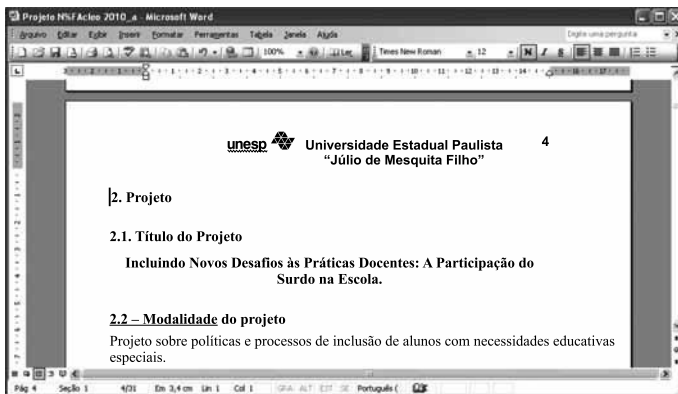 Projeto N%FAcleo 2010_a - Microsoft Word
Arquivo Editar Exibir Inserir Formatar Ferramentas Tabela Janela Ajuda
Digite uma pergunta
100% Times New Roman 12 N I S
unesp Universidade Estadual Paulista 4
“Júlio de Mesquita Filho”
2. Projeto
2.1. Título do Projeto
Incluindo Novos Desafios às Práticas Docentes: A Participação do
Surdo na Escola.
2.2 – Modalidade do projeto
Projeto sobre políticas e processos de inclusão de alunos com necessidades educativas
especiais.
Pág 4 Seção 1 4/31 Em 3,4 cm Lin 1 Col 1 GRA ALT EST SE Português (